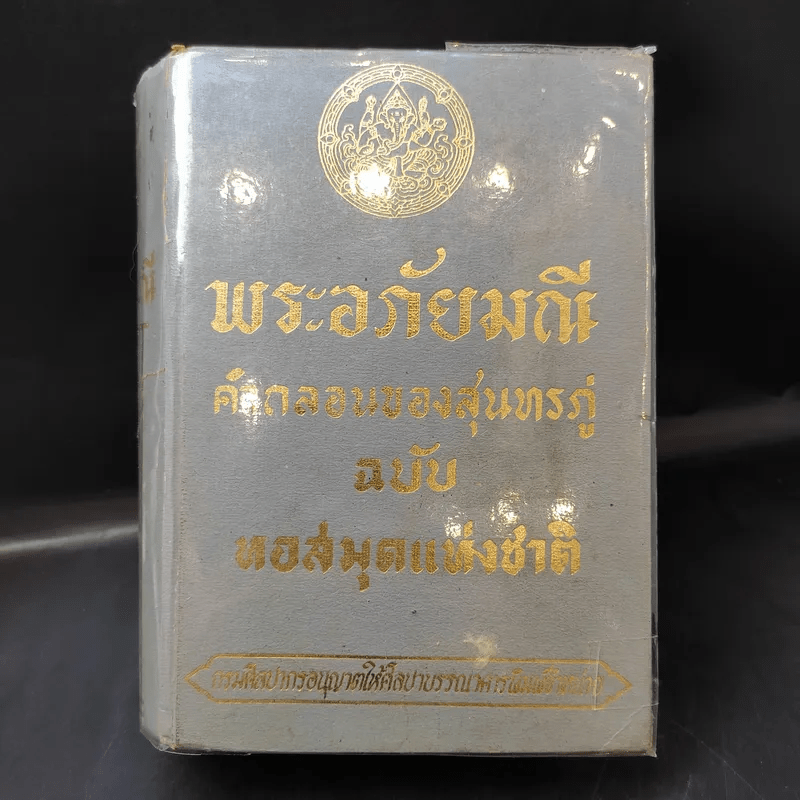 พระอภัยมณี
คำกลอนของสุนทรภู่
ฉบับ
หอสมุดแห่งชาติ
กรมศิลปากรอนุญาตให้ศิลปาบรรณาคารพิมพ์จำหน่าย
ณี